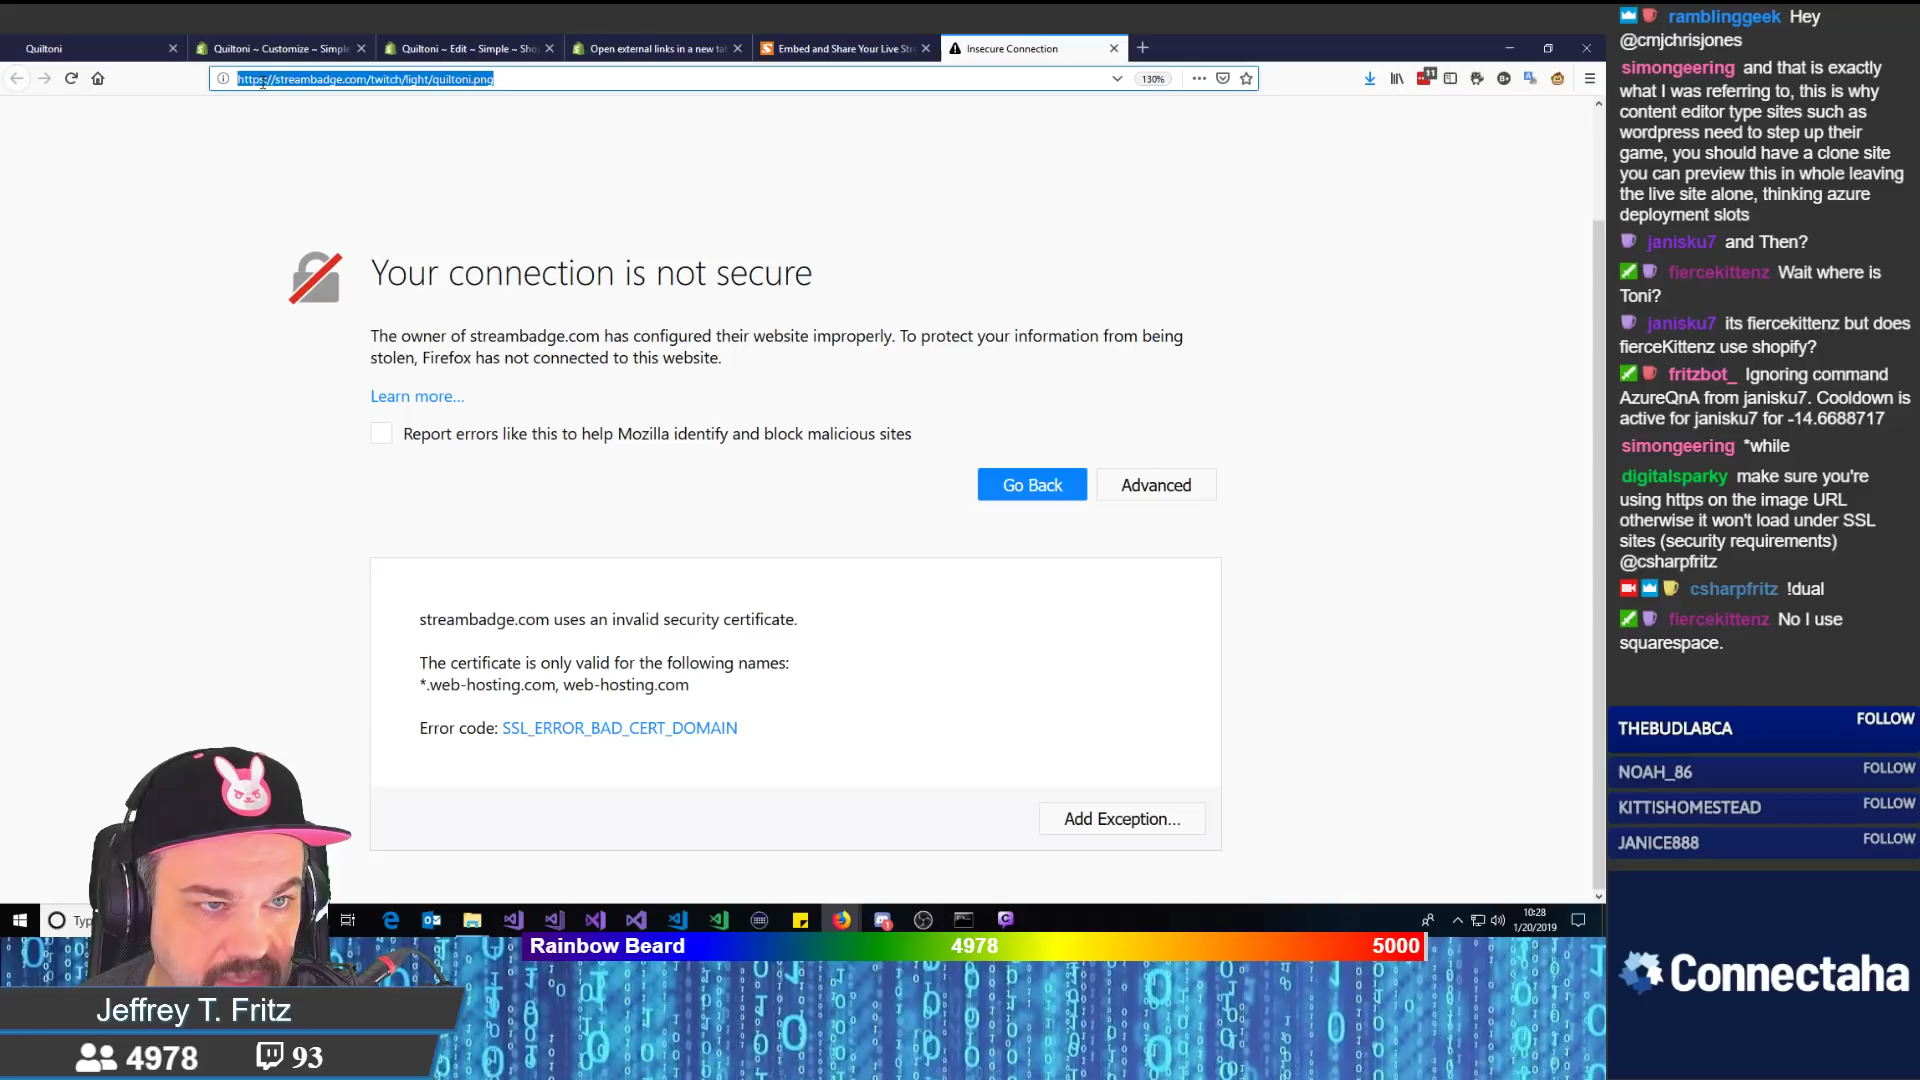 Quiltoni
Quiltoni ~ Customize ~ Simple
Quiltoni ~ Edit ~ Simple ~ Sho
Open external links in a new ta
Embed and Share Your Live Str
Insecure Connection
https://streambadge.com/twitch/light/quiltoni.png
130%
11
Your connection is not secure
The owner of streambadge.com has configured their website improperly. To protect your information from being
stolen, Firefox has not connected to this website.
Learn more...
Report errors like this to help Mozilla identify and block malicious sites
Go Back
Advanced
streambadge.com uses an invalid security certificate.
The certificate is only valid for the following names:
*.web-hosting.com, web-hosting.com
Error code: SSL_ERROR_BAD_CERT_DOMAIN
Add Exception...
Typ
10:28
1/20/2019
Rainbow Beard
4978
5000
Jeffrey T. Fritz
4978
93
ramblinggeek Hey
@cmjchrisjones
simongeering and that is exactly
what I was referring to, this is why
content editor type sites such as
wordpress need to step up their
game, you should have a clone site
you can preview this in whole leaving
the live site alone, thinking azure
deployment slots
janisku7 and Then?
fiercekittenz Wait where is
Toni?
janisku7 its fiercekittenz but does
fierceKittenz use shopify?
fritzbot_ Ignoring command
AzureQnA from janisku7. Cooldown is
active for janisku7 for -14.6688717
simongeering *while
digitalsparky make sure you're
using https on the image URL
otherwise it won't load under SSL
sites (security requirements)
@csharpfritz
csharpfritz !dual
fiercekittenz No I use
squarespace.
THEBUDLABCA FOLLOW
NOAH_86 FOLLOW
KITTISHOMESTEAD FOLLOW
JANICE888 FOLLOW
Connectaha